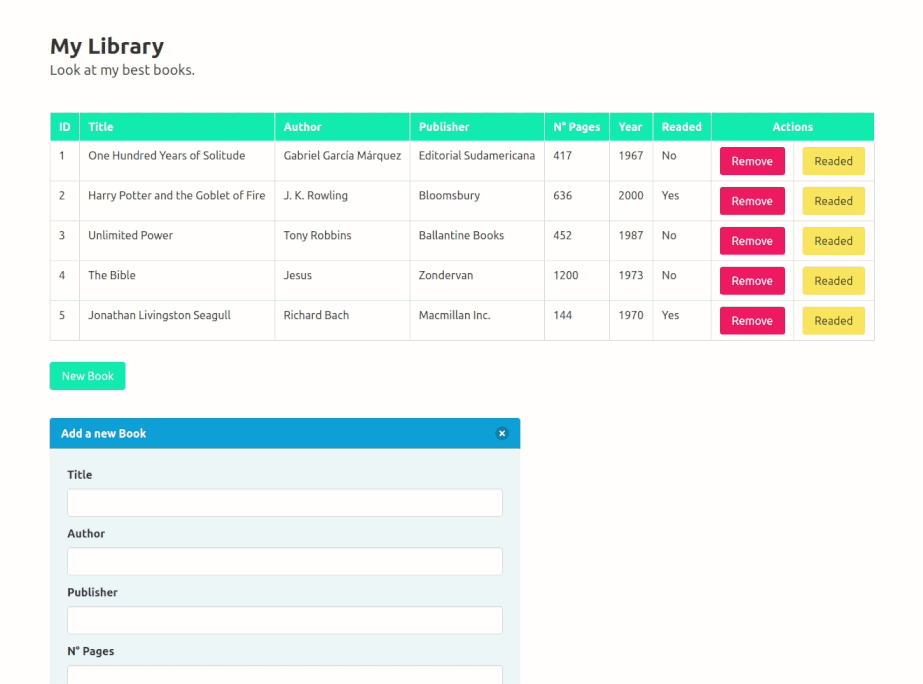 My Library
Look at my best books.
ID Title Author Publisher N° Pages Year Readed Actions
1 One Hundred Years of Solitude Gabriel García Márquez Editorial Sudamericana 417 1967 No Remove Readed
2 Harry Potter and the Goblet of Fire J. K. Rowling Bloomsbury 636 2000 Yes Remove Readed
3 Unlimited Power Tony Robbins Ballantine Books 452 1987 No Remove Readed
4 The Bible Jesus Zondervan 1200 1973 No Remove Readed
5 Jonathan Livingston Seagull Richard Bach Macmillan Inc. 144 1970 Yes Remove Readed
New Book
Add a new Book
Title
Author
Publisher
N° Pages